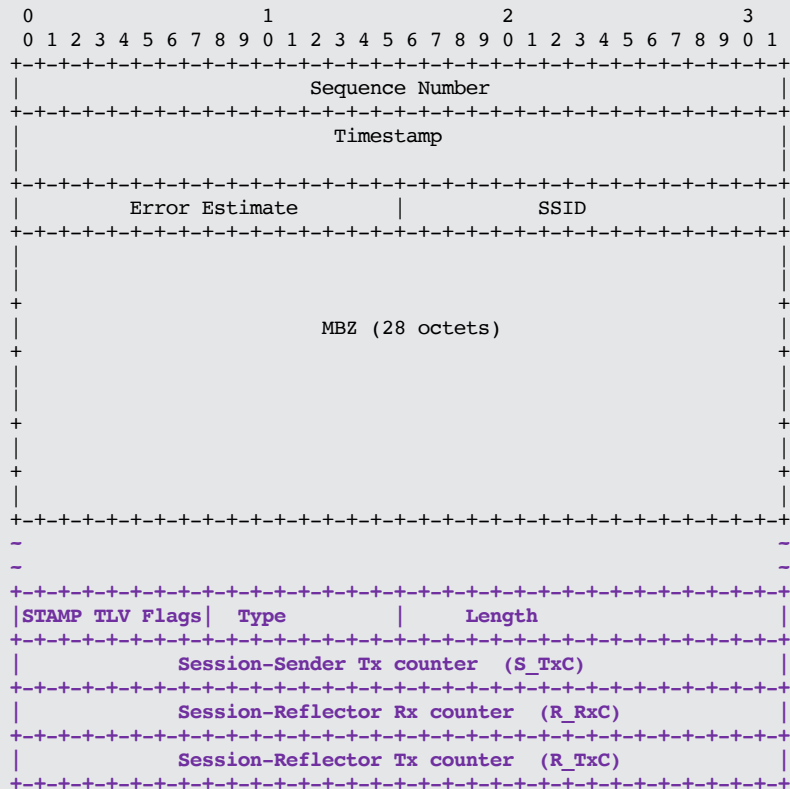 0                   1                   2                   3
 0 1 2 3 4 5 6 7 8 9 0 1 2 3 4 5 6 7 8 9 0 1 2 3 4 5 6 7 8 9 0 1
+-+-+-+-+-+-+-+-+-+-+-+-+-+-+-+-+-+-+-+-+-+-+-+-+-+-+-+-+-+-+-+-+
|                        Sequence Number                        |
+-+-+-+-+-+-+-+-+-+-+-+-+-+-+-+-+-+-+-+-+-+-+-+-+-+-+-+-+-+-+-+-+
|                          Timestamp                            |
|                                                               |
+-+-+-+-+-+-+-+-+-+-+-+-+-+-+-+-+-+-+-+-+-+-+-+-+-+-+-+-+-+-+-+-+
|         Error Estimate        |           SSID                |
+-+-+-+-+-+-+-+-+-+-+-+-+-+-+-+-+-+-+-+-+-+-+-+-+-+-+-+-+-+-+-+-+
|                                                               |
|                                                               |
+                                                               +
|                         MBZ (28 octets)                       |
+                                                               +
|                                                               |
|                                                               |
+                                                               +
|                                                               |
+                                                               +
|                                                               |
+-+-+-+-+-+-+-+-+-+-+-+-+-+-+-+-+-+-+-+-+-+-+-+-+-+-+-+-+-+-+-+-+
~                                                               ~
~                                                               ~
+-+-+-+-+-+-+-+-+-+-+-+-+-+-+-+-+-+-+-+-+-+-+-+-+-+-+-+-+-+-+-+-+
|STAMP TLV Flags|  Type         |     Length                    |
+-+-+-+-+-+-+-+-+-+-+-+-+-+-+-+-+-+-+-+-+-+-+-+-+-+-+-+-+-+-+-+-+
|             Session-Sender Tx counter  (S_TxC)                |
+-+-+-+-+-+-+-+-+-+-+-+-+-+-+-+-+-+-+-+-+-+-+-+-+-+-+-+-+-+-+-+-+
|             Session-Reflector Rx counter  (R_RxC)             |
+-+-+-+-+-+-+-+-+-+-+-+-+-+-+-+-+-+-+-+-+-+-+-+-+-+-+-+-+-+-+-+-+
|             Session-Reflector Tx counter  (R_TxC)             |
+-+-+-+-+-+-+-+-+-+-+-+-+-+-+-+-+-+-+-+-+-+-+-+-+-+-+-+-+-+-+-+-+